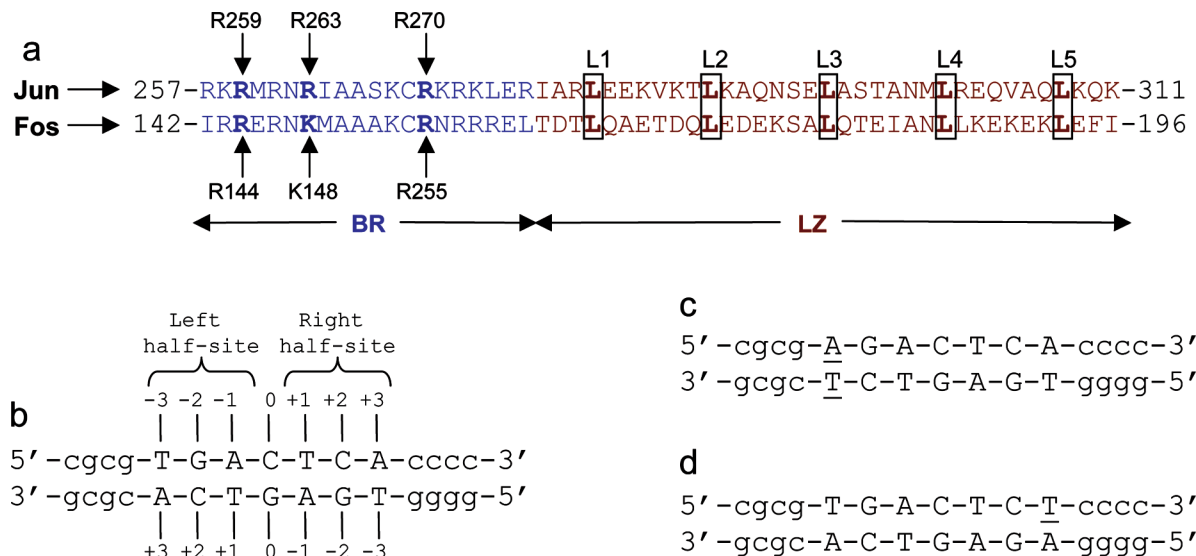 a
R259 R263 R270
L1 L2 L3 L4 L5
Jun 257-RKRMRNRIAASKCRKRKLERIARLEEKVKTLKAQNSELASTANMLREQVAQLKQK-311
Fos 142-IRRERNKMAAAKCRNRRRELTDTLQAETDQLEDEKSALQTEIANLLKEKEKLEFI-196
R144 K148 R255
BR LZ
b
Left half-site
Right half-site
-3 -2 -1 0 +1 +2 +3
5'-cgcg-T-G-A-C-T-C-A-cccc-3'
3'-gcgc-A-C-T-G-A-G-T-gggg-5'
+3 +2 +1 0 -1 -2 -3
c
5'-cgcg-A-G-A-C-T-C-A-cccc-3'
3'-gcgc-T-C-T-G-A-G-T-gggg-5'
d
5'-cgcg-T-G-A-C-T-C-T-cccc-3'
3'-gcgc-A-C-T-G-A-G-A-gggg-5'